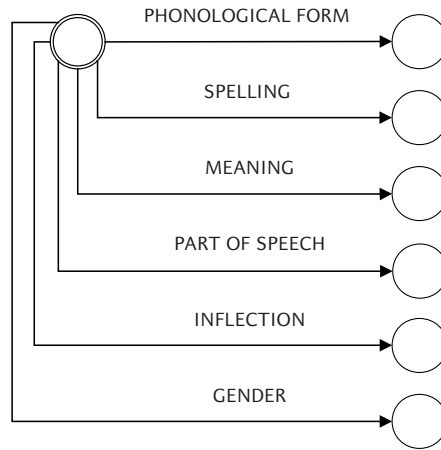 PHONOLOGICAL FORM
SPELLING
MEANING
PART OF SPEECH
INFLECTION
GENDER